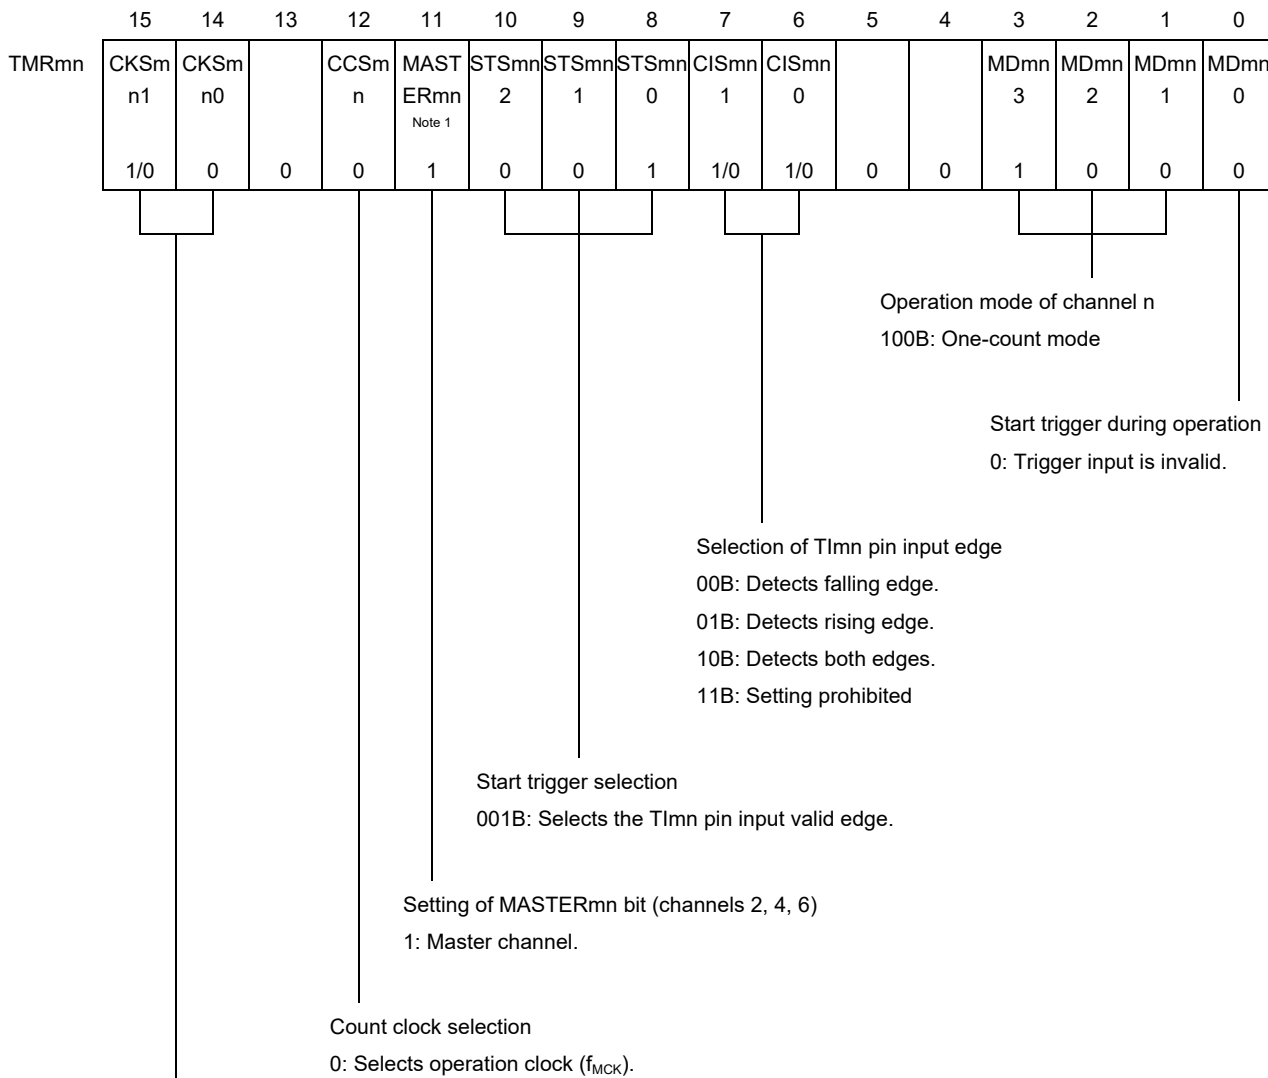 15 14 13 12 11 10 9 8 7 6 5 4 3 2 1 0
TMRmn CKSm CKSm CCSm MAST STSmn STSmn STSmn CISmn CISmn MDmn MDmn MDmn MDmn
n1 n0 n ERmn 2 1 0 1 0 3 2 1 0
Note 1
1/0 0 0 0 1 0 0 1 1/0 1/0 0 0 1 0 0 0
Operation mode of channel n
100B: One-count mode
Start trigger during operation
0: Trigger input is invalid.
Selection of TImn pin input edge
00B: Detects falling edge.
01B: Detects rising edge.
10B: Detects both edges.
11B: Setting prohibited
Start trigger selection
001B: Selects the TImn pin input valid edge.
Setting of MASTERmn bit (channels 2, 4, 6)
1: Master channel.
Count clock selection
0: Selects operation clock (fMCK).